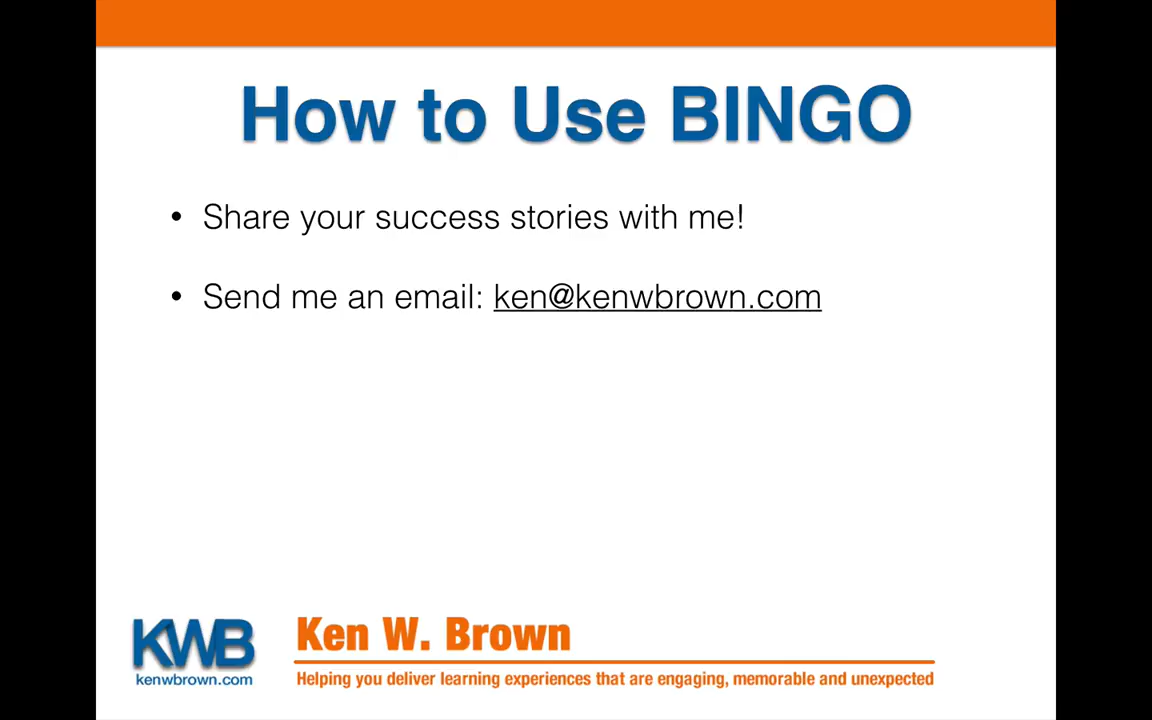 How to Use BINGO
• Share your success stories with me!
• Send me an email: ken@kenwbrown.com
KWB
kenwbrown.com
Ken W. Brown
Helping you deliver learning experiences that are engaging, memorable and unexpected